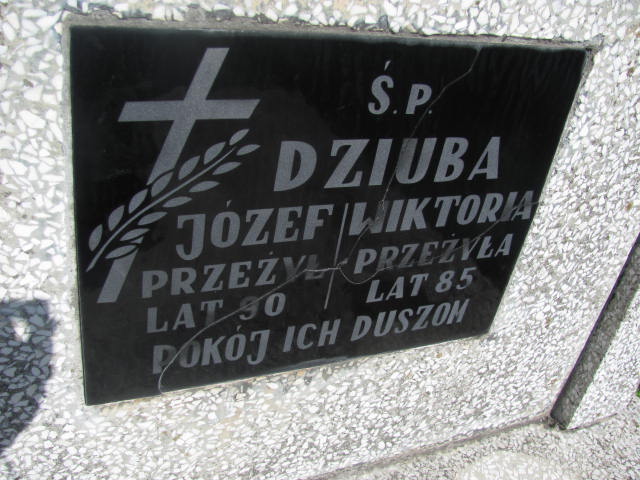 Ś.P.
DZIUBA
JÓZEF WIKTORIA
PRZEŻYŁ PRZEŻYŁA
LAT 90 LAT 85
POKÓJ ICH DUSZOM